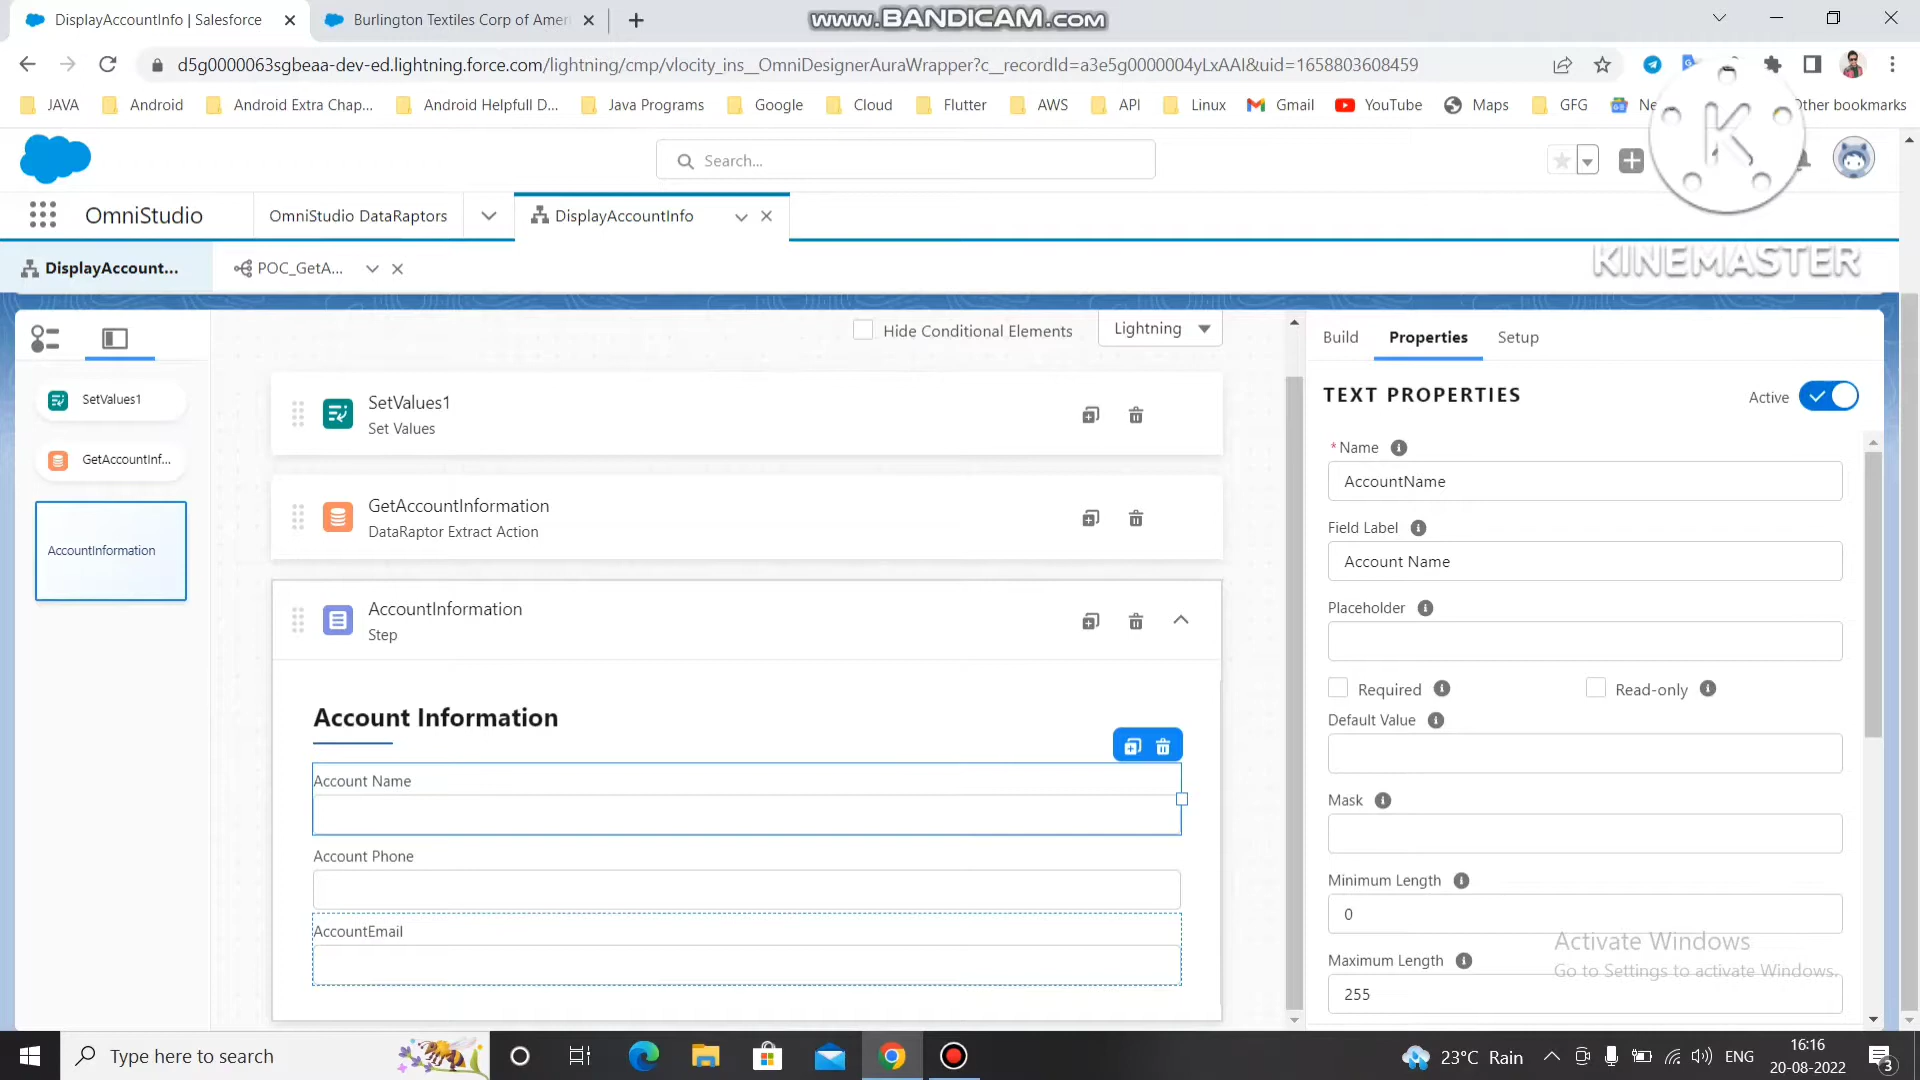 DisplayAccountInfo | Salesforce
Burlington Textiles Corp of Amer
www.BANDICAM.com
d5g0000063sgbeaa-dev-ed.lightning.force.com/lightning/cmp/vlocity_ins__OmniDesignerAuraWrapper?c__recordId=a3e5g0000004yLxAAI&uid=1658803608459
JAVA
Android
Android Extra Chap...
Android Helpfull D...
Java Programs
Google
Cloud
Flutter
AWS
API
Linux
Gmail
YouTube
Maps
GFG
Ne
Other bookmarks
K
Search...
OmniStudio
OmniStudio DataRaptors
DisplayAccountInfo
KINEMASTER
DisplayAccount...
POC_GetA...
Hide Conditional Elements
Lightning
Build
Properties
Setup
SetValues1
GetAccountInf...
AccountInformation
SetValues1
Set Values
GetAccountInformation
DataRaptor Extract Action
AccountInformation
Step
Account Information
Account Name
Account Phone
AccountEmail
TEXT PROPERTIES
Active
* Name
AccountName
Field Label
Account Name
Placeholder
Required
Read-only
Default Value
Mask
Minimum Length
0
Maximum Length
255
Activate Windows
Go to Settings to activate Windows.
Type here to search
23°C Rain
ENG
16:16
20-08-2022
3